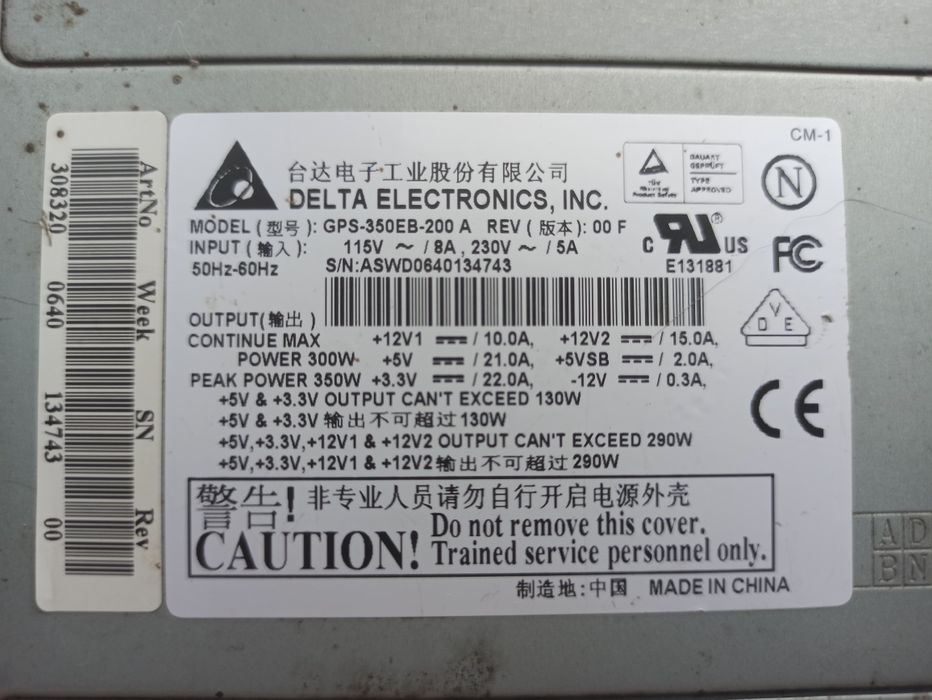 ArtNo Week SN Rev
308320 0640 134743 00
CM-1
台达电子工业股份有限公司
DELTA ELECTRONICS, INC.
TYPE
APPROVED
N
MODEL (型号): GPS-350EB-200 A REV (版本): 00 F
INPUT (输入): 115V ～ / 8A , 230V ～ / 5A
50Hz-60Hz S/N:ASWD0640134743
C RU ® US
E131881
FC
OUTPUT(输出)
V
D E
CONTINUE MAX +12V1 ⎓ / 10.0A, +12V2 ⎓ / 15.0A,
POWER 300W +5V ⎓ / 21.0A, +5VSB ⎓ / 2.0A,
PEAK POWER 350W +3.3V ⎓ / 22.0A, -12V ⎓ / 0.3A,
+5V & +3.3V OUTPUT CAN'T EXCEED 130W
+5V & +3.3V 输出不可超过130W
+5V,+3.3V,+12V1 & +12V2 OUTPUT CAN'T EXCEED 290W
+5V,+3.3V,+12V1 & +12V2 输出不可超过290W
CE
警告! 非专业人员请勿自行开启电源外壳
CAUTION! Do not remove this cover.
Trained service personnel only.
制造地:中国 MADE IN CHINA
A D
B N